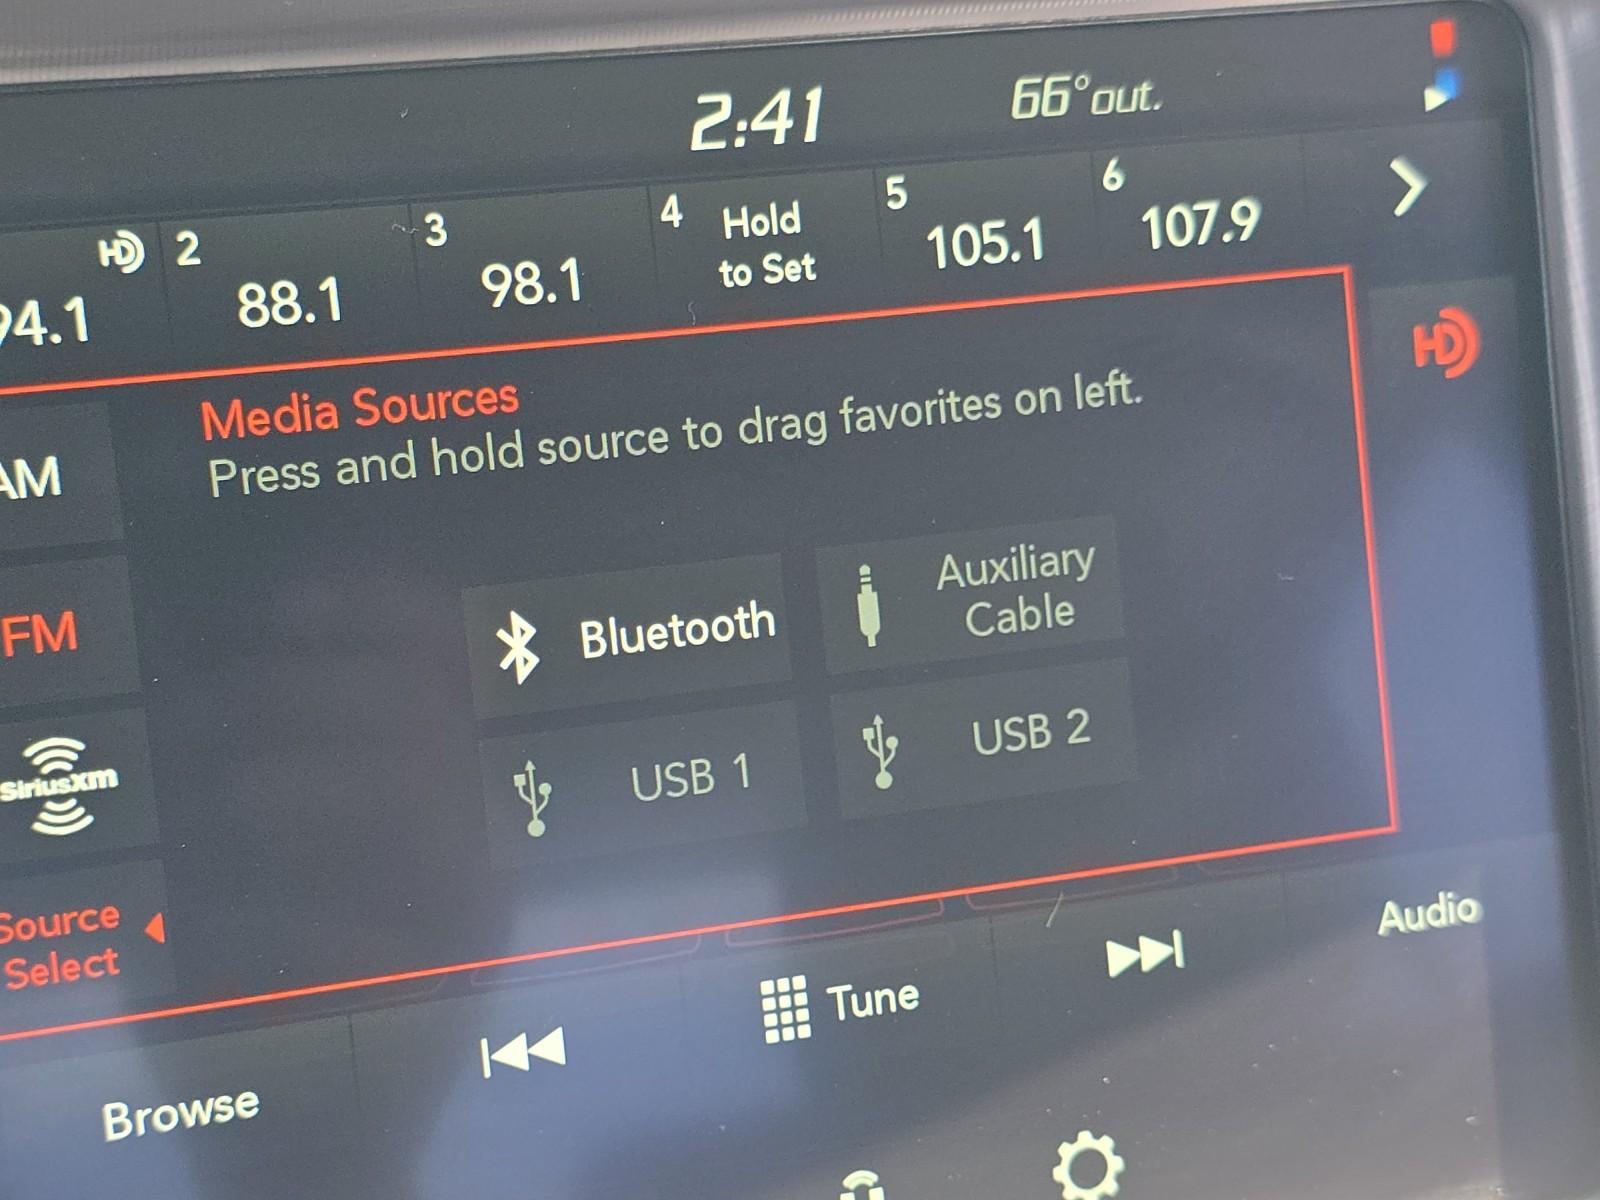 2:41 66°out.
HD 2 3 4 Hold 5 6
94.1 88.1 98.1 to Set 105.1 107.9
HD
Media Sources
Press and hold source to drag favorites on left.
AM
FM
SiriusXm
Source
Select
Bluetooth
Auxiliary
Cable
USB 1
USB 2
Browse
Tune
Audio